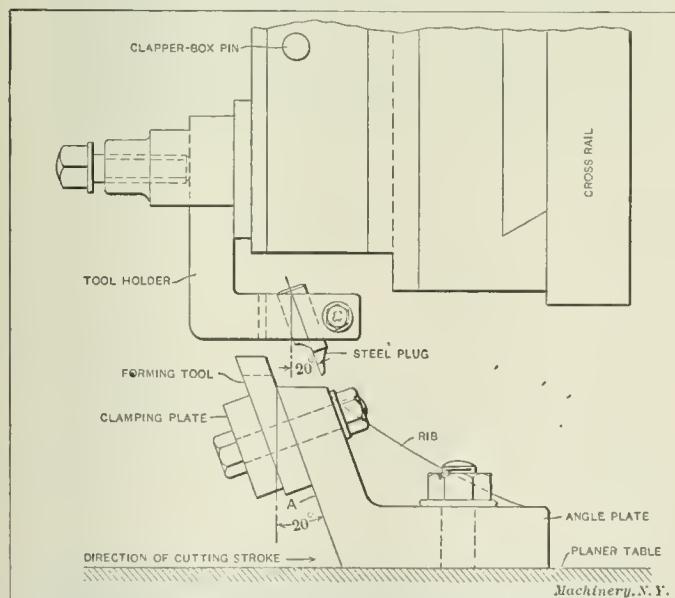 CLAPPER-BOX PIN
CROSS RAIL
TOOL HOLDER
C
STEEL PLUG
20°
FORMING TOOL
CLAMPING PLATE
RIB
A
20°
ANGLE PLATE
DIRECTION OF CUTTING STROKE
PLANER TABLE
Machinery, N.Y.